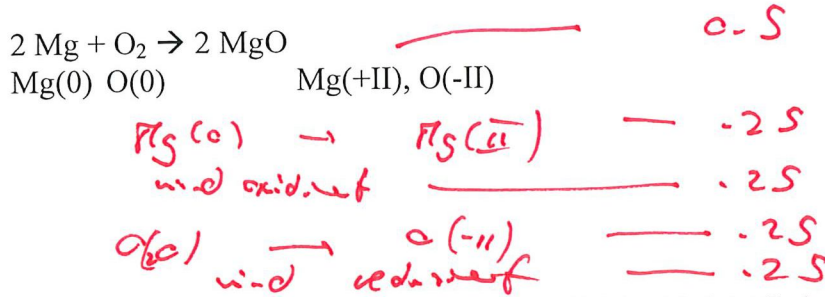 2 Mg + O₂ → 2 MgO 0.5
Mg(0) O(0) Mg(+II), O(-II)
Mg(0) → Mg(II) .25
wird oxidiert .25
O₂(0) → O(-II) .25
wird reduziert .25